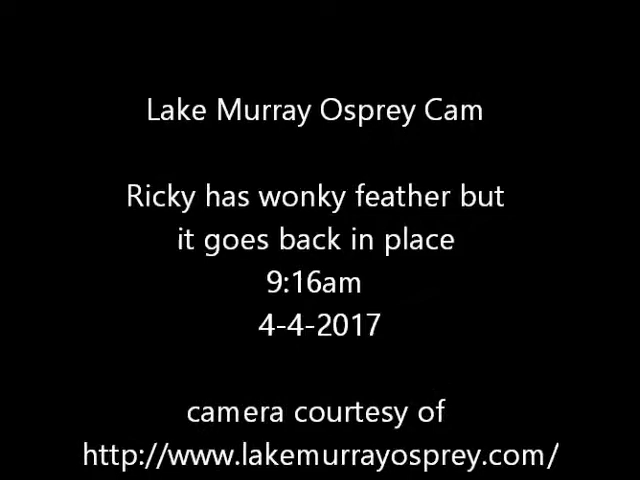 Lake Murray Osprey Cam
Ricky has wonky feather but
it goes back in place
9:16am
4-4-2017
camera courtesy of
http://www.lakemurrayosprey.com/